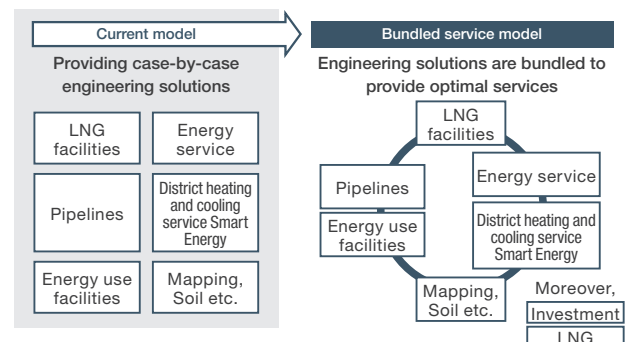 Current model
Providing case-by-case
engineering solutions
LNG
facilities
Energy
service
Pipelines
District heating
and cooling
service Smart
Energy
Energy use
facilities
Mapping,
Soil etc.
Bundled service model
Engineering solutions are bundled to
provide optimal services
LNG
facilities
Pipelines
Energy service
Energy use
facilities
District heating and
cooling service
Smart Energy
Mapping,
Soil etc.
Moreover,
Investment
LNG